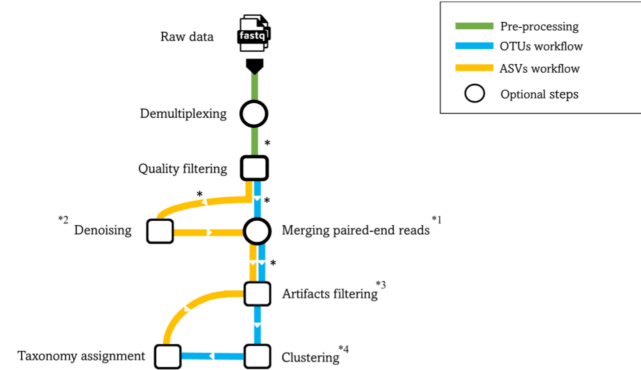 Raw data
fastq
Pre-processing
OTUs workflow
ASVs workflow
Optional steps
Demultiplexing
*
Quality filtering
*
*
*2 Denoising
Merging paired-end reads*1
*
Artifacts filtering*3
Taxonomy assignment
Clustering*4